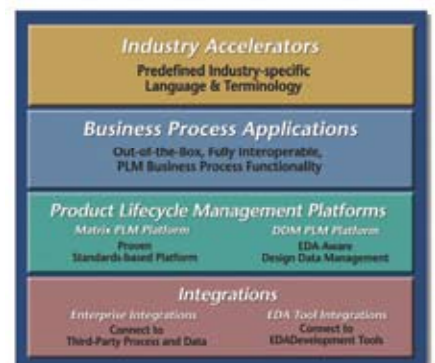 Industry Accelerators
Predefined Industry-specific
Language & Terminology
Business Process Applications
Out-of-the-Box, Fully Interoperable,
PLM Business Process Functionality
Product Lifecycle Management Platforms
Matrix PLM Platform
Proven
Standards-based Platform
DDM PLM Platform
EDA-Aware
Design Data Management
Integrations
Enterprise Integrations
Connect to
Third-Party Process and Data
EDA Tool Integrations
Connect to
EDADevelopment Tools